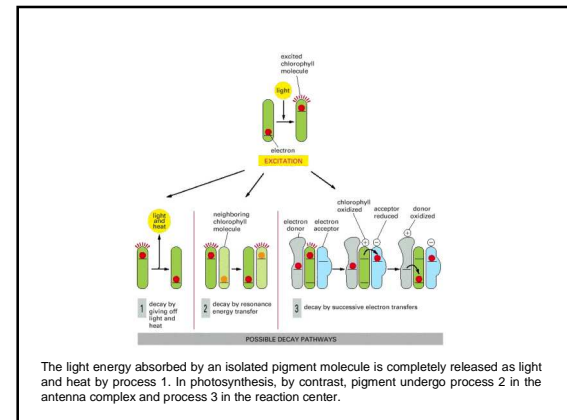 excited
chlorophyll
molecule
light
electron
EXCITATION
light
and
heat
neighboring
chlorophyll
molecule
electron
donor
electron
acceptor
chlorophyll
oxidized
acceptor
reduced
donor
oxidized
1 decay by
giving off
light and
heat
2 decay by resonance
energy transfer
3 decay by successive electron transfers
POSSIBLE DECAY PATHWAYS
The light energy absorbed by an isolated pigment molecule is completely released as light
and heat by process 1. In photosynthesis, by contrast, pigment undergo process 2 in the
antenna complex and process 3 in the reaction center.